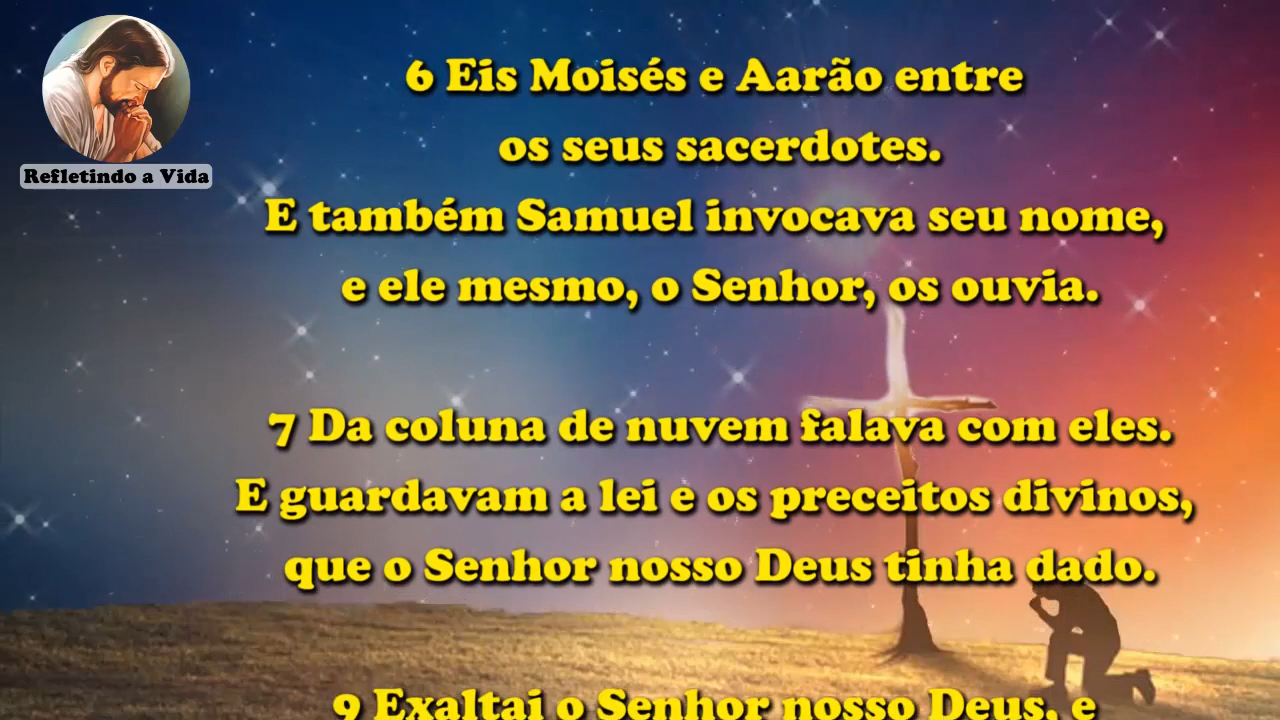 Refletindo a Vida
6 Eis Moisés e Aarão entre
os seus sacerdotes.
E também Samuel invocava seu nome,
e ele mesmo, o Senhor, os ouvia.
7 Da coluna de nuvem falava com eles.
E guardavam a lei e os preceitos divinos,
que o Senhor nosso Deus tinha dado.
9 Exaltai o Senhor nosso Deus, e